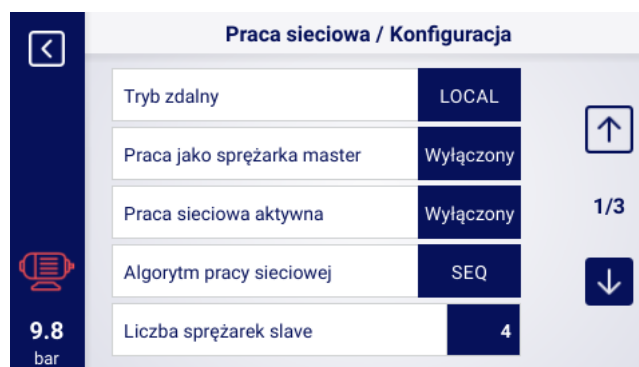 Praca sieciowa / Konfiguracja
Tryb zdalny LOCAL
Praca jako sprężarka master Wyłączony
Praca sieciowa aktywna Wyłączony
1/3
Algorytm pracy sieciowej SEQ
Liczba sprężarek slave 4
9.8
bar